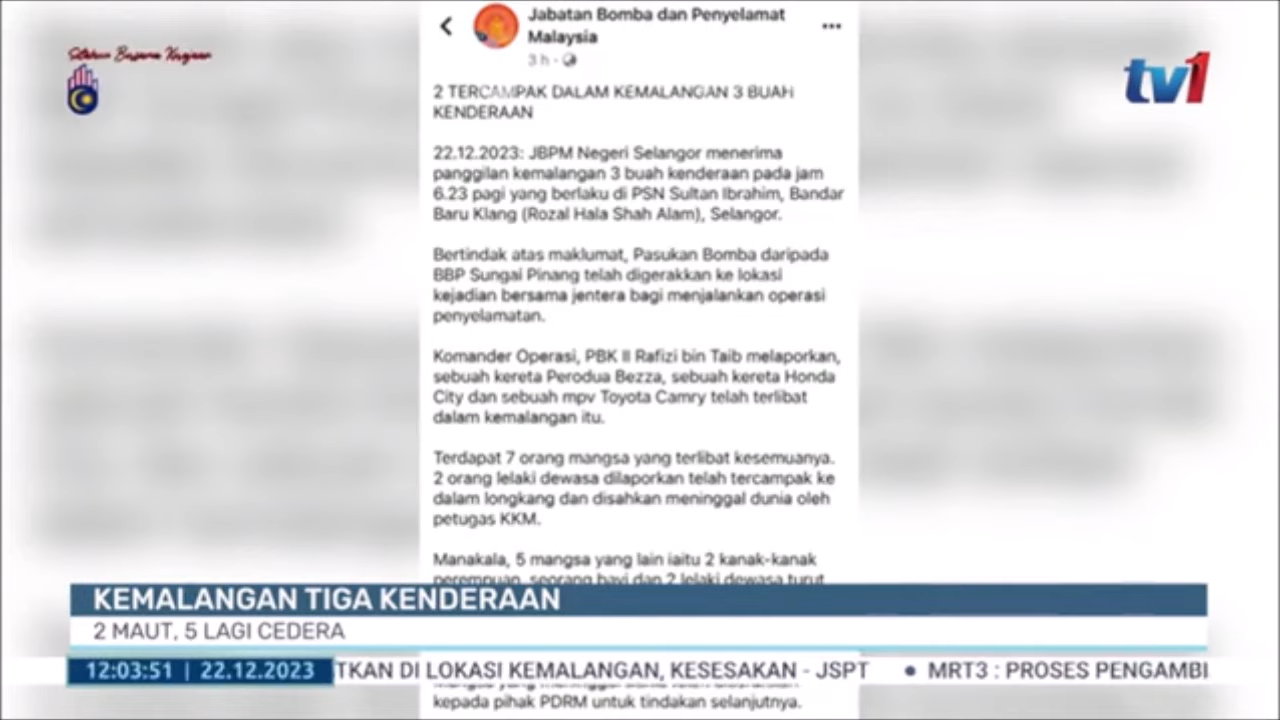 Jabatan Bomba dan Penyelamat
Malaysia
3 h
tv1
2 TERCAMPAK DALAM KEMALANGAN 3 BUAH
KENDERAAN
22.12.2023: JBPM Negeri Selangor menerima
panggilan kemalangan 3 buah kenderaan pada jam
6.23 pagi yang berlaku di PSN Sultan Ibrahim, Bandar
Baru Klang (Rozal Hala Shah Alam), Selangor.
Bertindak atas maklumat, Pasukan Bomba daripada
BBP Sungai Pinang telah digerakkan ke lokasi
kejadian bersama jentera bagi menjalankan operasi
penyelamatan.
Komander Operasi, PBK II Rafizi bin Taib melaporkan,
sebuah kereta Perodua Bezza, sebuah kereta Honda
City dan sebuah mpv Toyota Camry telah terlibat
dalam kemalangan itu.
Terdapat 7 orang mangsa yang terlibat kesemuanya.
2 orang lelaki dewasa dilaporkan telah tercampak ke
dalam longkang dan disahkan meninggal dunia oleh
petugas KKM.
Manakala, 5 mangsa yang lain iaitu 2 kanak-kanak
perempuan, seorang bayi dan 2 lelaki dewasa turut
KEMALANGAN TIGA KENDERAAN
2 MAUT, 5 LAGI CEDERA
12:03:51 | 22.12.2023 TKAN DI LOKASI KEMALANGAN, KESESAKAN - JSPT • MRT3 : PROSES PENGAMBI
kepada pihak PDRM untuk tindakan selanjutnya.